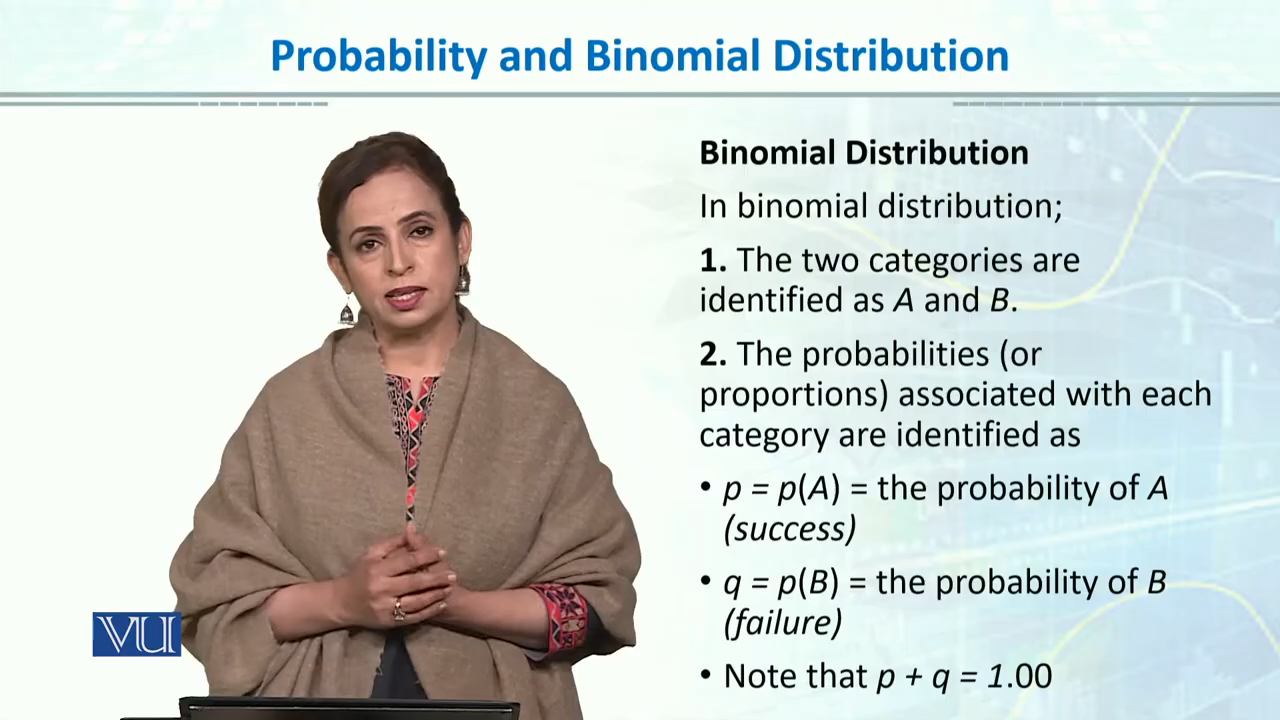 Probability and Binomial Distribution
Binomial Distribution
In binomial distribution;
1. The two categories are
identified as A and B.
2. The probabilities (or
proportions) associated with each
category are identified as
• p = p(A) = the probability of A
(success)
• q = p(B) = the probability of B
(failure)
• Note that p + q = 1.00
VU